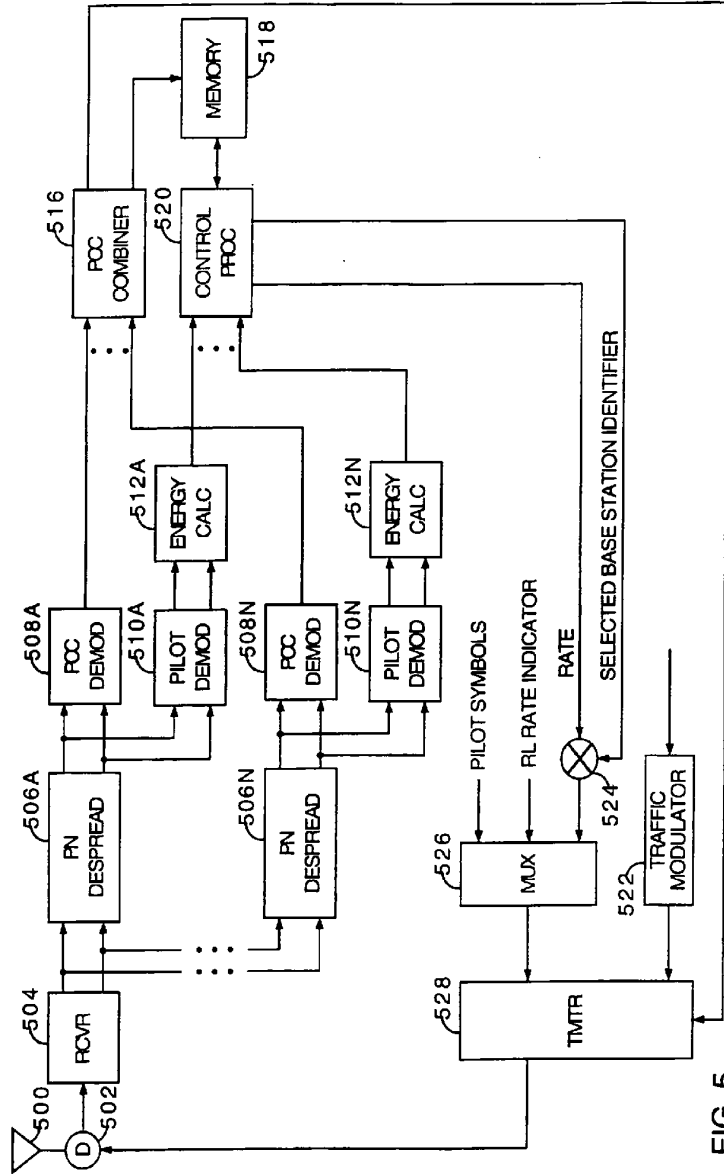 500
D
502
504
RCVR
506A
PN
DESPREAD
506N
PN
DESPREAD
508A
PCC
DEMOD
510A
PILOT
DEMOD
508N
PCC
DEMOD
510N
PILOT
DEMOD
512A
ENERGY
CALC
512N
ENERGY
CALC
516
PCC
COMBINER
520
CONTROL
PROC
MEMORY
518
PILOT SYMBOLS
RL RATE INDICATOR
RATE
SELECTED BASE STATION IDENTIFIER
524
526
MUX
522
TRAFFIC
MODULATOR
528
TMTR
FIG. 5